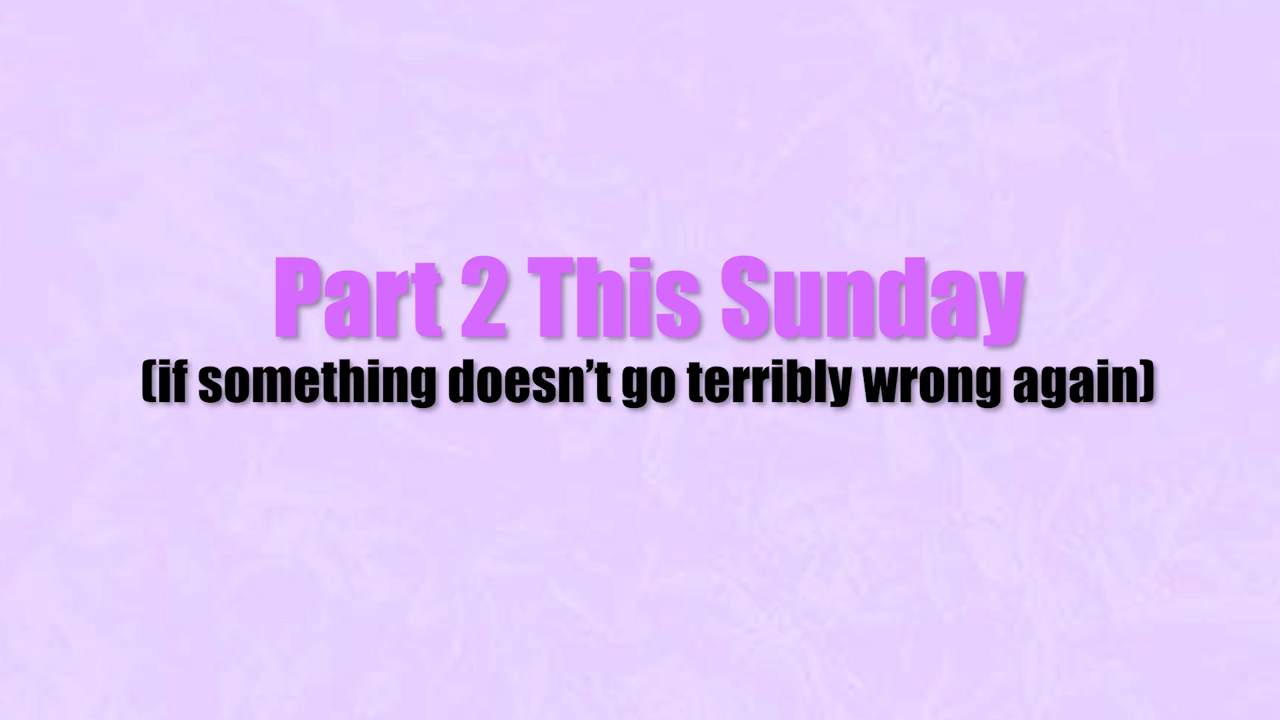 Part 2 This Sunday
(if something doesn’t go terribly wrong again)